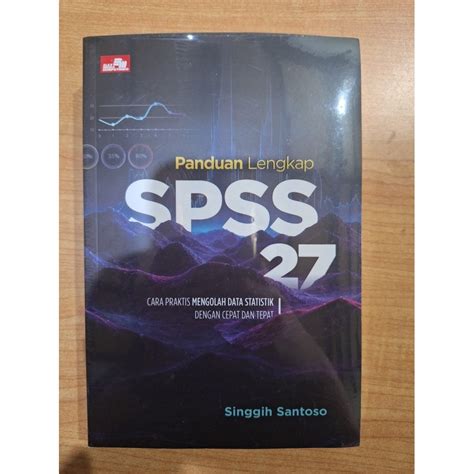 Panduan Lengkap
SPSS
27
CARA PRAKTIS MENGOLAH DATA STATISTIK
DENGAN CEPAT DAN TEPAT
Singgih Santoso